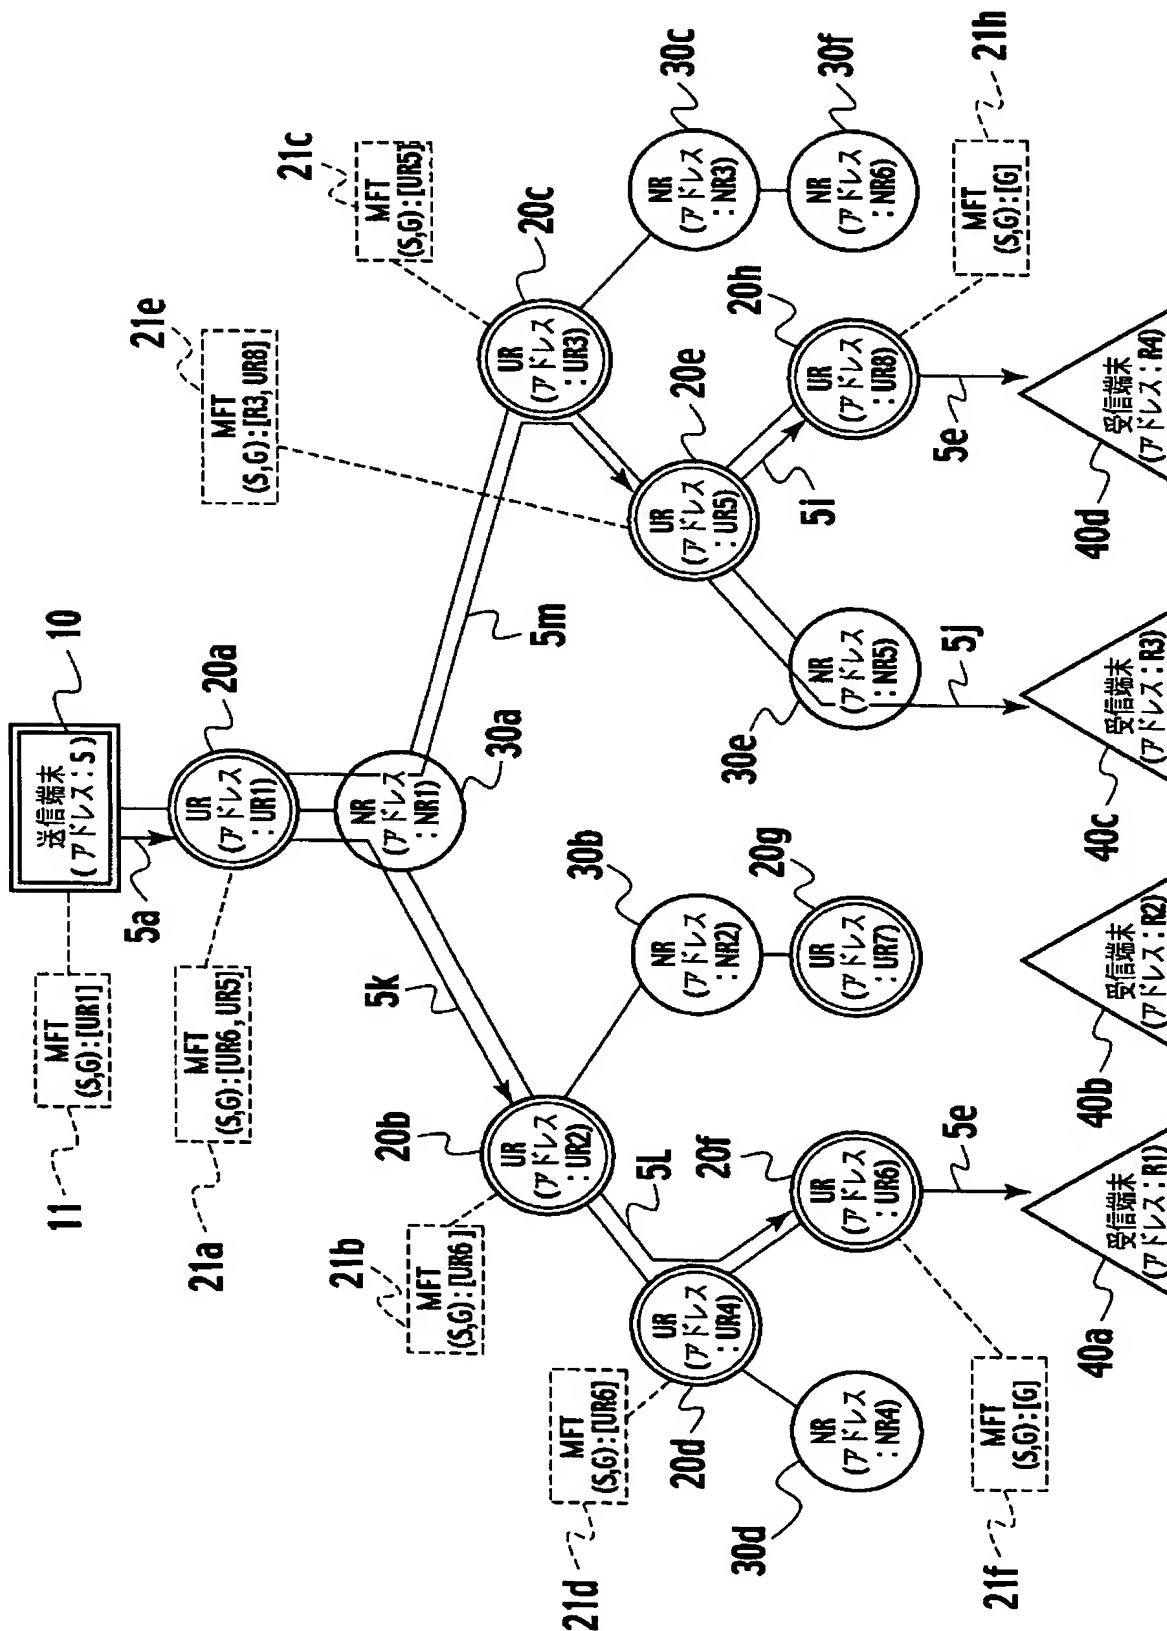 10
送信端末
(アドレス:S)
5a
MFT
(S,G):[UR1]
11
UR
(アドレス
:UR1)
20a
MFT
(S,G):[UR6,UR5]
21a
NR
(アドレス
:NR1)
30a
5k
5m
MFT
(S,G):[R3,UR8]
21e
MFT
(S,G):[UR5]
21c
UR
(アドレス
:UR2)
20b
MFT
(S,G):[UR6]
21b
UR
(アドレス
:UR3)
20c
5L
MFT
(S,G):[UR6]
21d
UR
(アドレス
:UR4)
20d
NR
(アドレス
:NR2)
30b
UR
(アドレス
:UR5)
20e
NR
(アドレス
:NR3)
30c
5i
NR
(アドレス
:NR4)
30d
UR
(アドレス
:UR6)
20f
UR
(アドレス
:UR7)
20g
NR
(アドレス
:NR5)
30e
UR
(アドレス
:UR8)
20h
NR
(アドレス
:NR6)
30f
MFT
(S,G):[G]
21f
5e
5j
5e
MFT
(S,G):[G]
21h
受信端末
(アドレス:R1)
40a
受信端末
(アドレス:R2)
40b
受信端末
(アドレス:R3)
40c
受信端末
(アドレス:R4)
40d